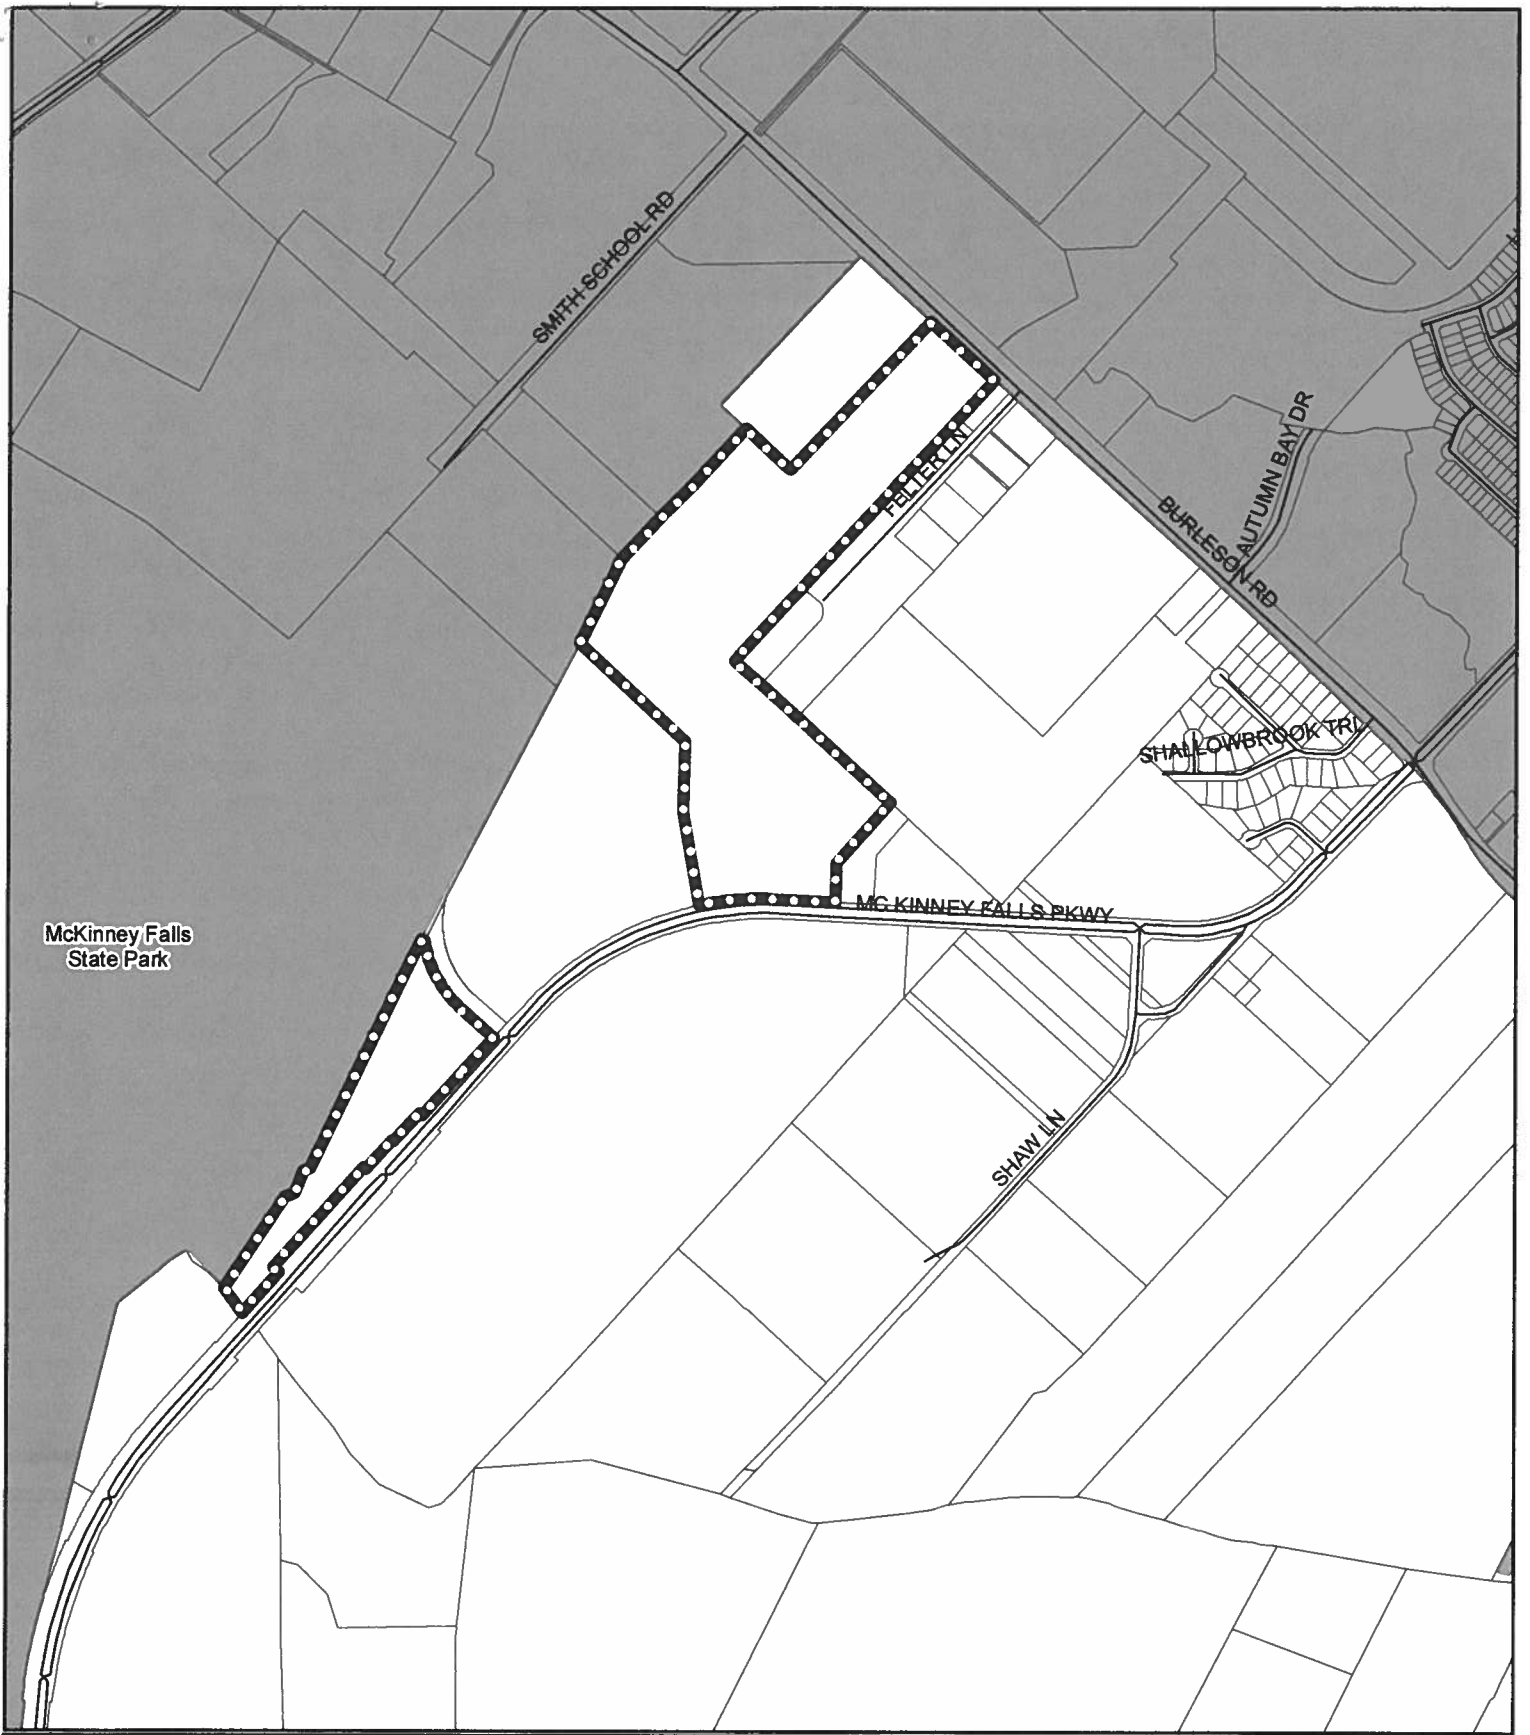 SMITH SCHOOL RD
FELTER LN
AUTUMN BAY DR
BURLESON RD
SHALLOWBROOK TRL
MC KINNEY FALLS PKWY
McKinney Falls
State Park
SHAW LN